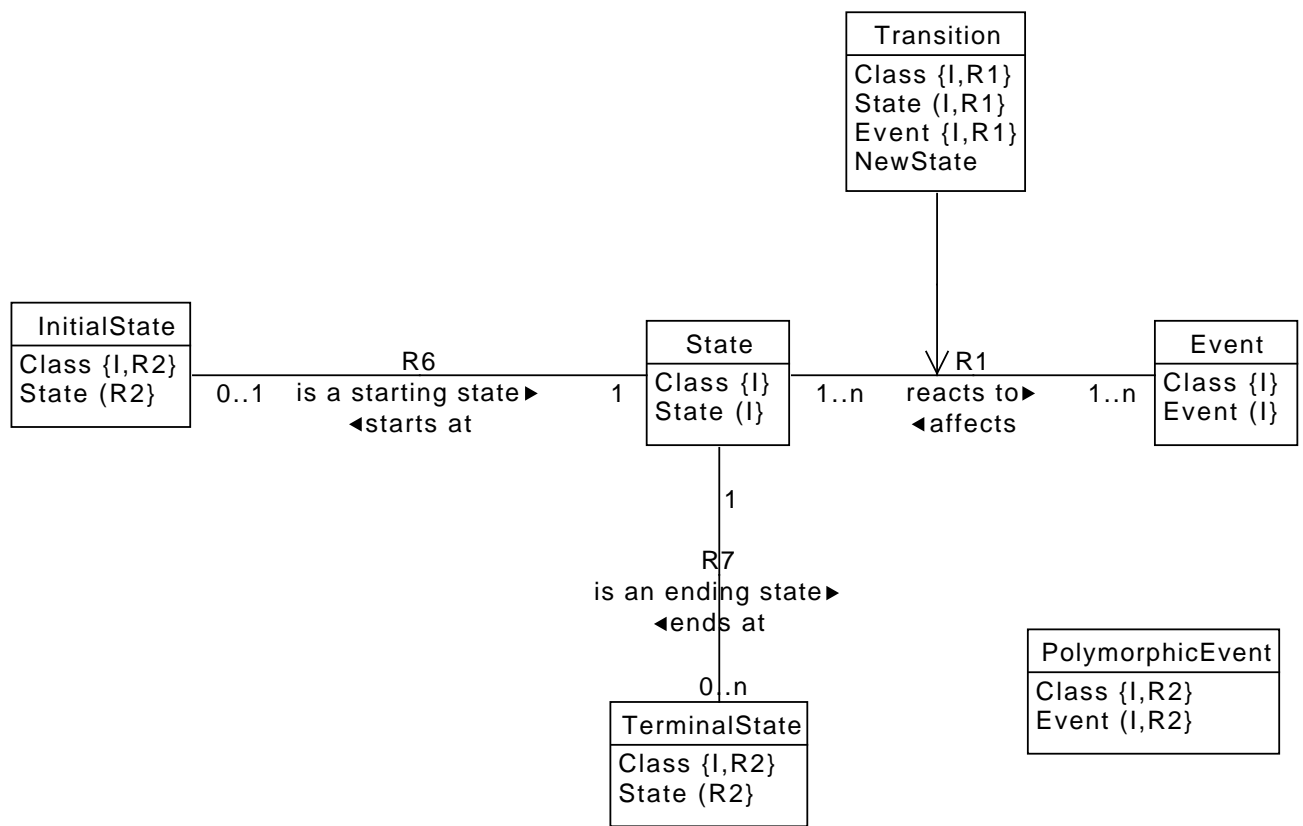 Transition
Class {I,R1}
State (I,R1}
Event {I,R1}
NewState
InitialState
Class {I,R2}
State (R2}
R6
0..1 is a starting state► 1
◄starts at
State
Class {I}
State (I}
R1
1..n reacts to► 1..n
◄affects
Event
Class {I}
Event (I}
1
R7
is an ending state►
◄ends at
0..n
TerminalState
Class {I,R2}
State (R2}
PolymorphicEvent
Class {I,R2}
Event (I,R2}